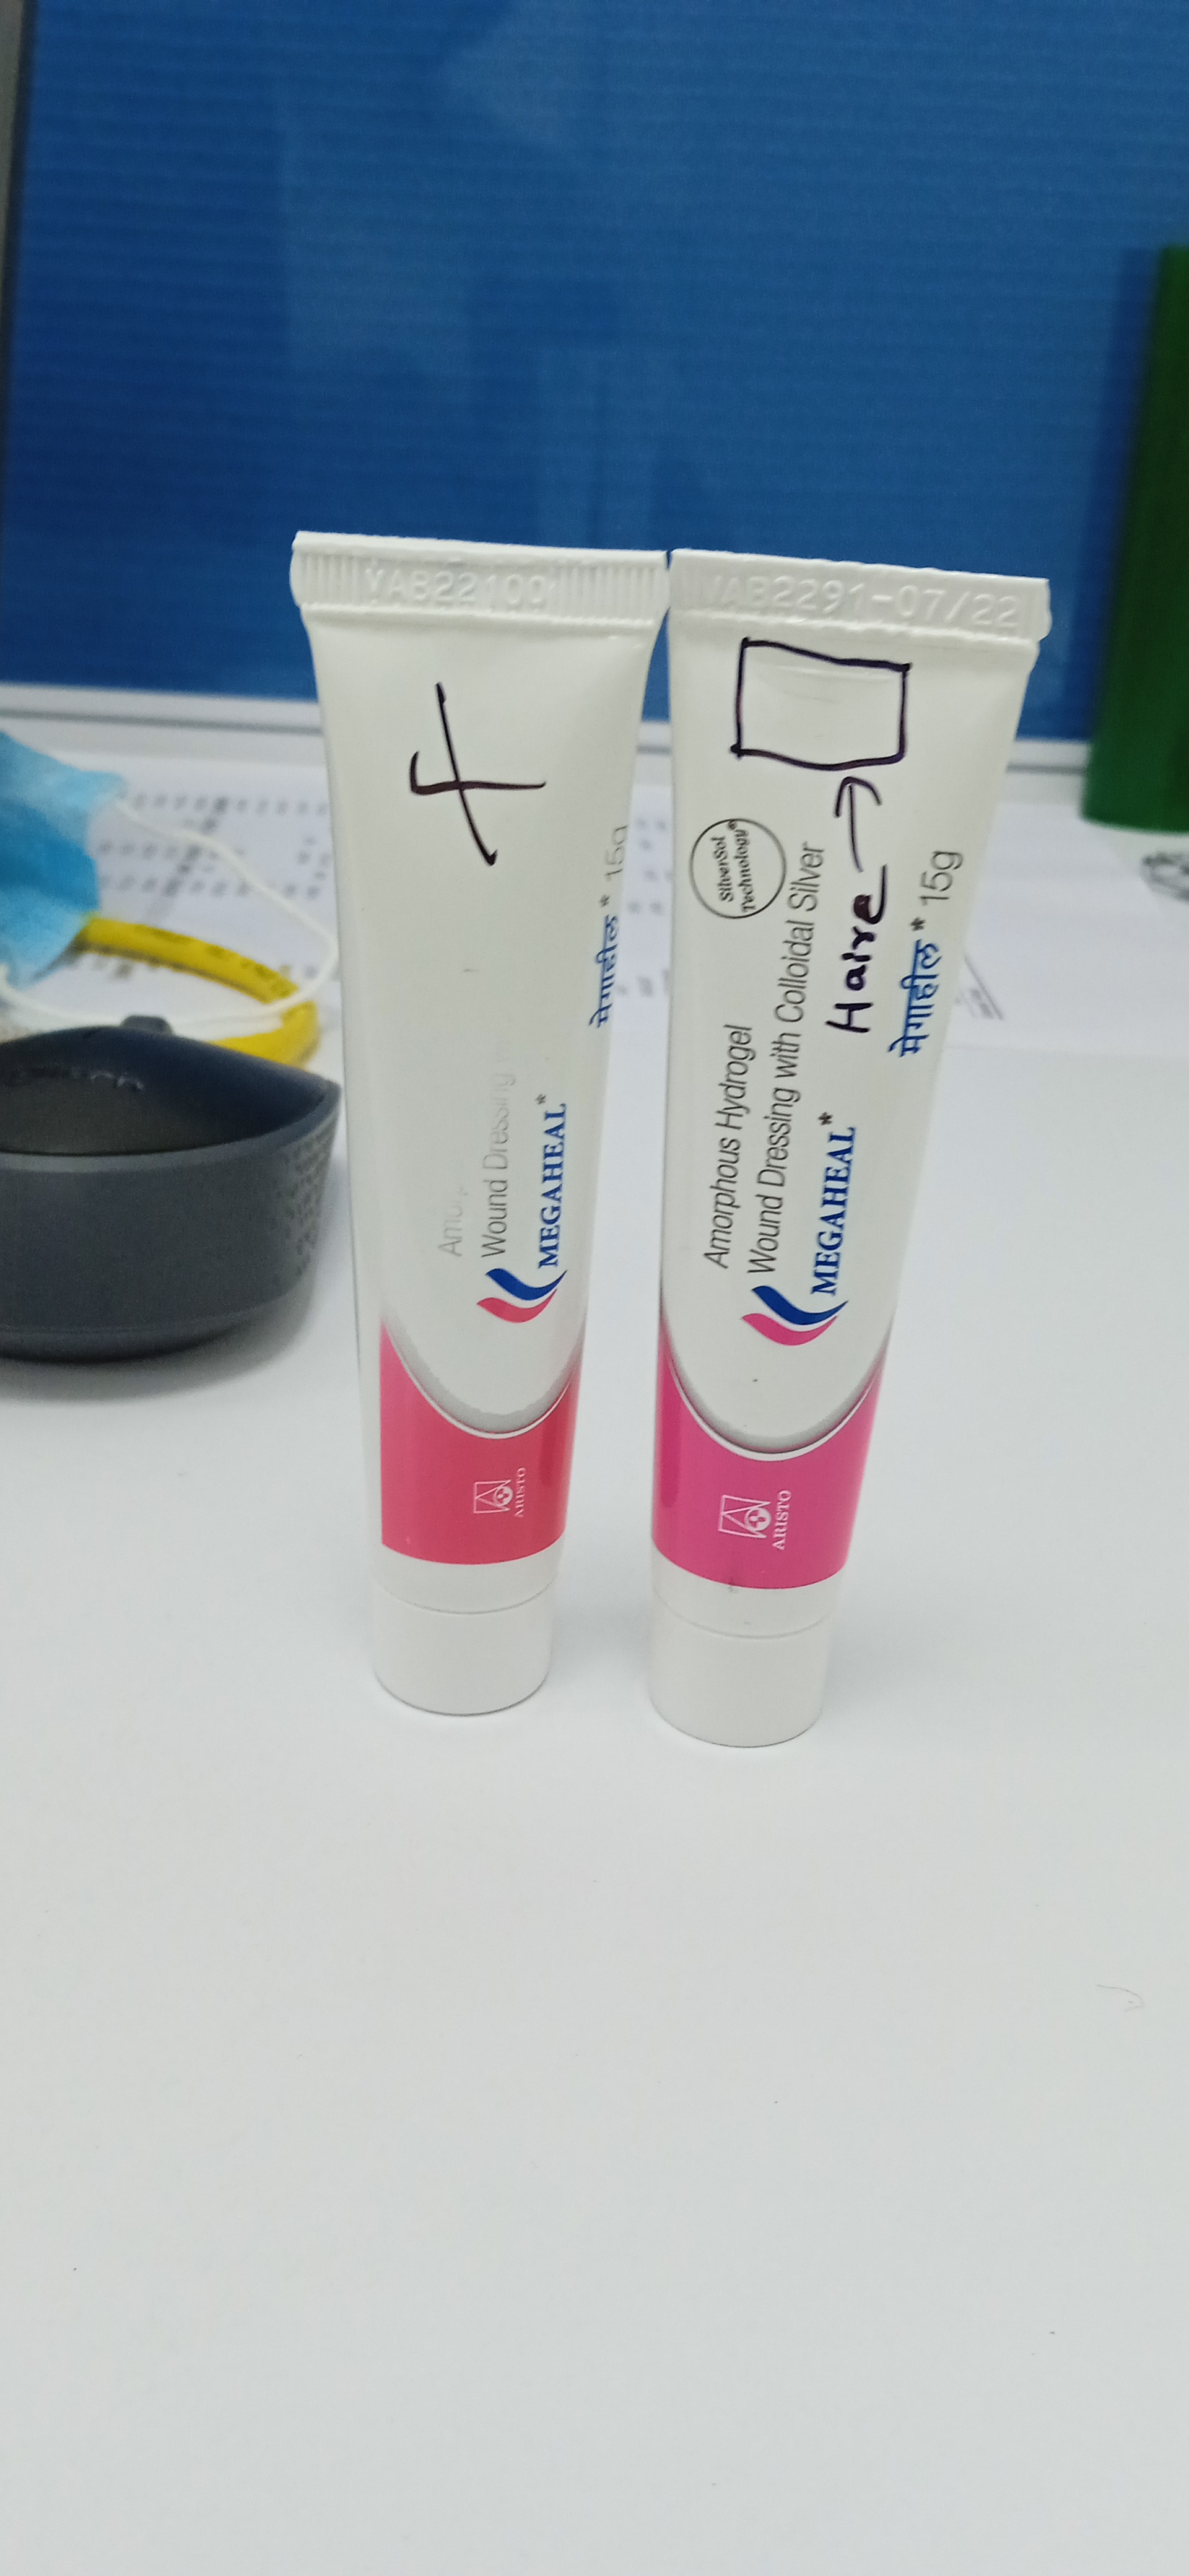 YAB22100
Wound Dressing
MEGAHEAL*
मेगाहील* 15g
ARISTO
YAB2291-07/22
SilverSol
Technology®
Amorphous Hydrogel
Wound Dressing with Colloidal Silver
Haire →
MEGAHEAL*
मेगाहील* 15g
ARISTO